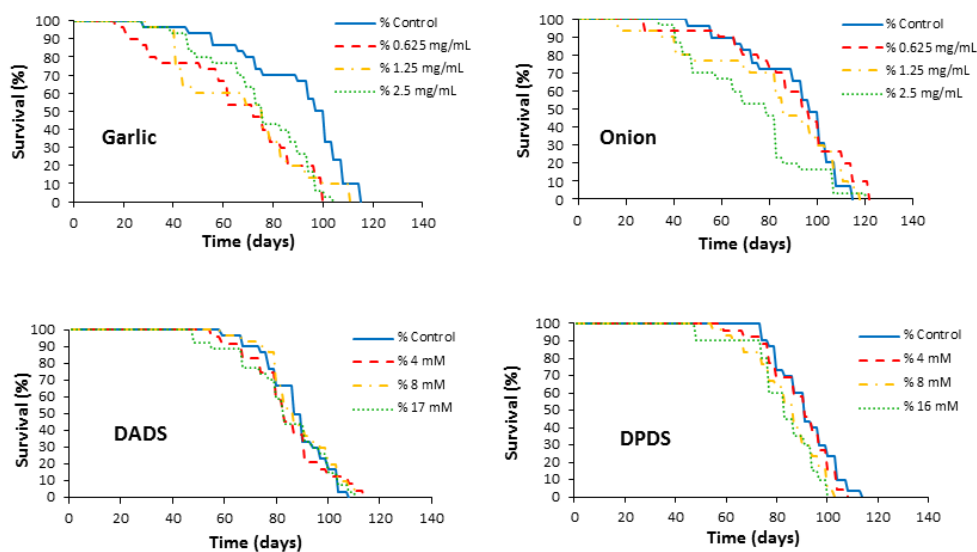 Survival (%)
100
90
80
70
60
50
40
30
20
10
0
Garlic
% Control
% 0.625 mg/mL
% 1.25 mg/mL
% 2.5 mg/mL
0 20 40 60 80 100 120 140
Time (days)
Survival (%)
100
90
80
70
60
50
40
30
20
10
0
Onion
% Control
% 0.625 mg/mL
% 1.25 mg/mL
% 2.5 mg/mL
0 20 40 60 80 100 120 140
Time (days)
Survival (%)
100
90
80
70
60
50
40
30
20
10
0
DADS
% Control
% 4 mM
% 8 mM
% 17 mM
0 20 40 60 80 100 120 140
Time (days)
Survival (%)
100
90
80
70
60
50
40
30
20
10
0
DPDS
% Control
% 4 mM
% 8 mM
% 16 mM
0 20 40 60 80 100 120 140
Time (days)